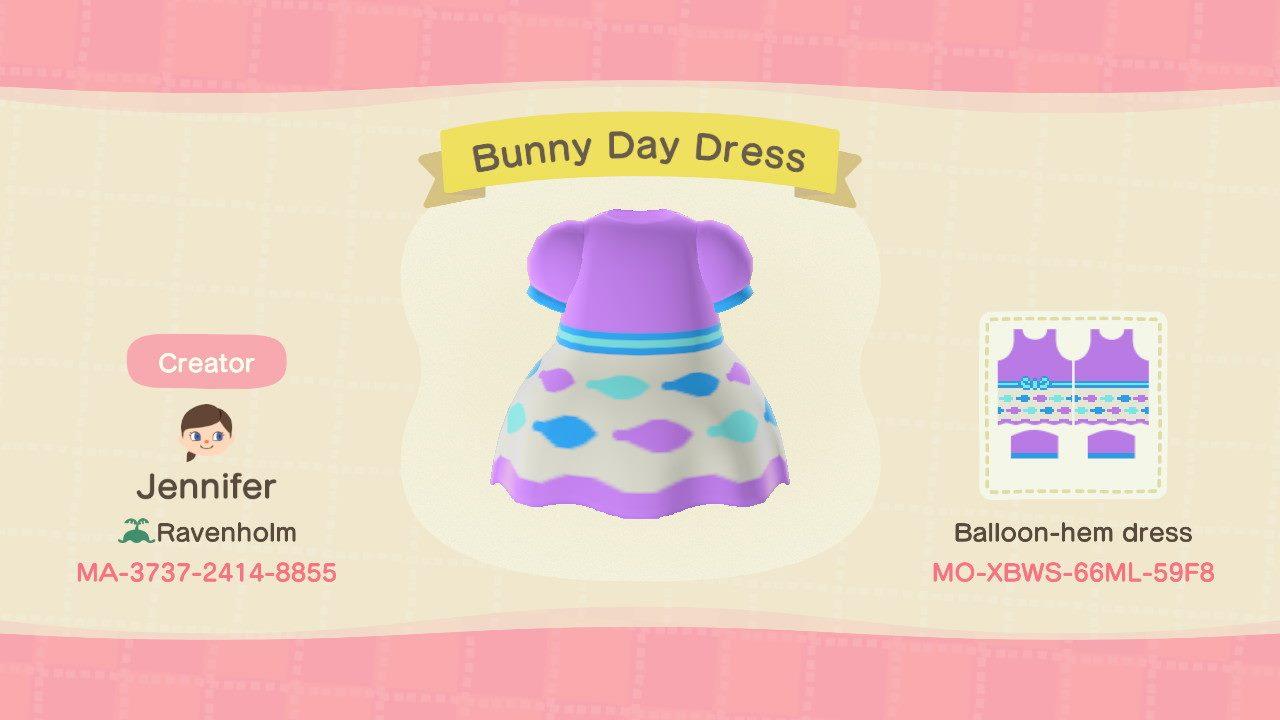 Bunny Day Dress
Creator
Jennifer
Ravenholm
MA-3737-2414-8855
Balloon-hem dress
MO-XBWS-66ML-59F8